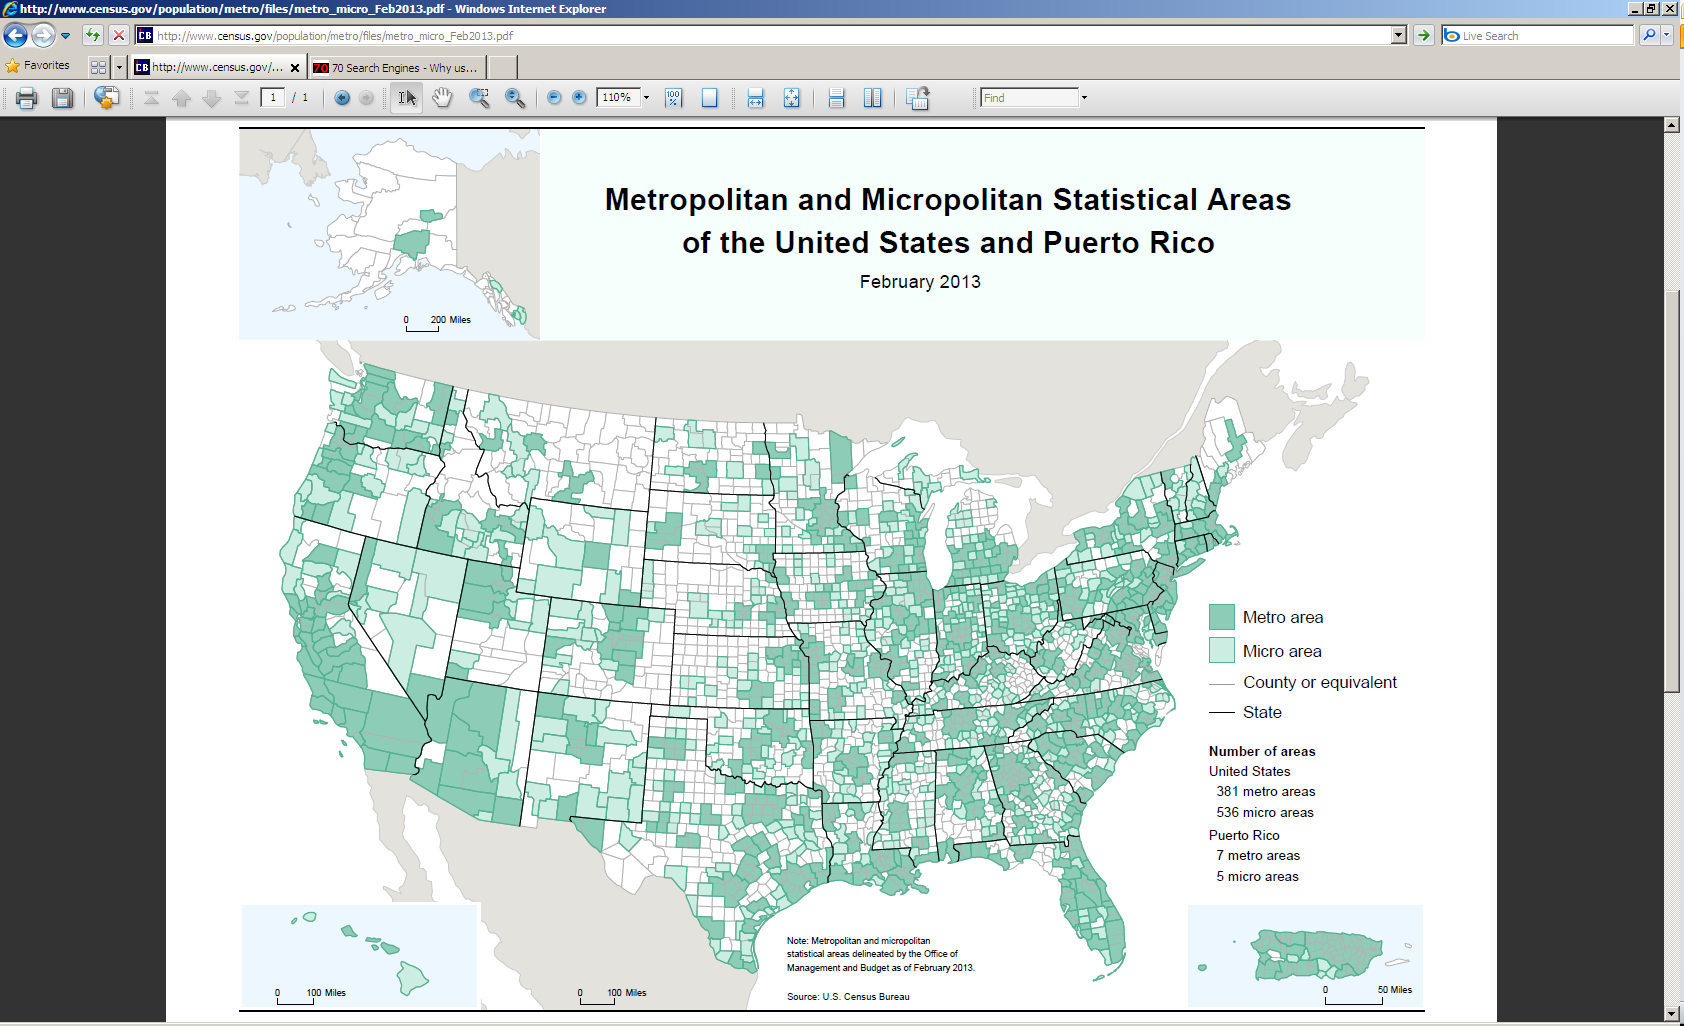 http://www.census.gov/population/metro/files/metro_micro_Feb2013.pdf - Windows Internet Explorer
CB http://www.census.gov/population/metro/files/metro_micro_Feb2013.pdf
Live Search
Favorites
CB http://www.census.gov/...
70 70 Search Engines - Why us...
1 / 1
110%
100 %
Find
Metropolitan and Micropolitan Statistical Areas
of the United States and Puerto Rico
February 2013
0 200 Miles
Metro area
Micro area
County or equivalent
State
Number of areas
United States
381 metro areas
536 micro areas
Puerto Rico
7 metro areas
5 micro areas
Note: Metropolitan and micropolitan
statistical areas delineated by the Office of
Management and Budget as of February 2013.
Source: U.S. Census Bureau
0 100 Miles
0 100 Miles
0 50 Miles